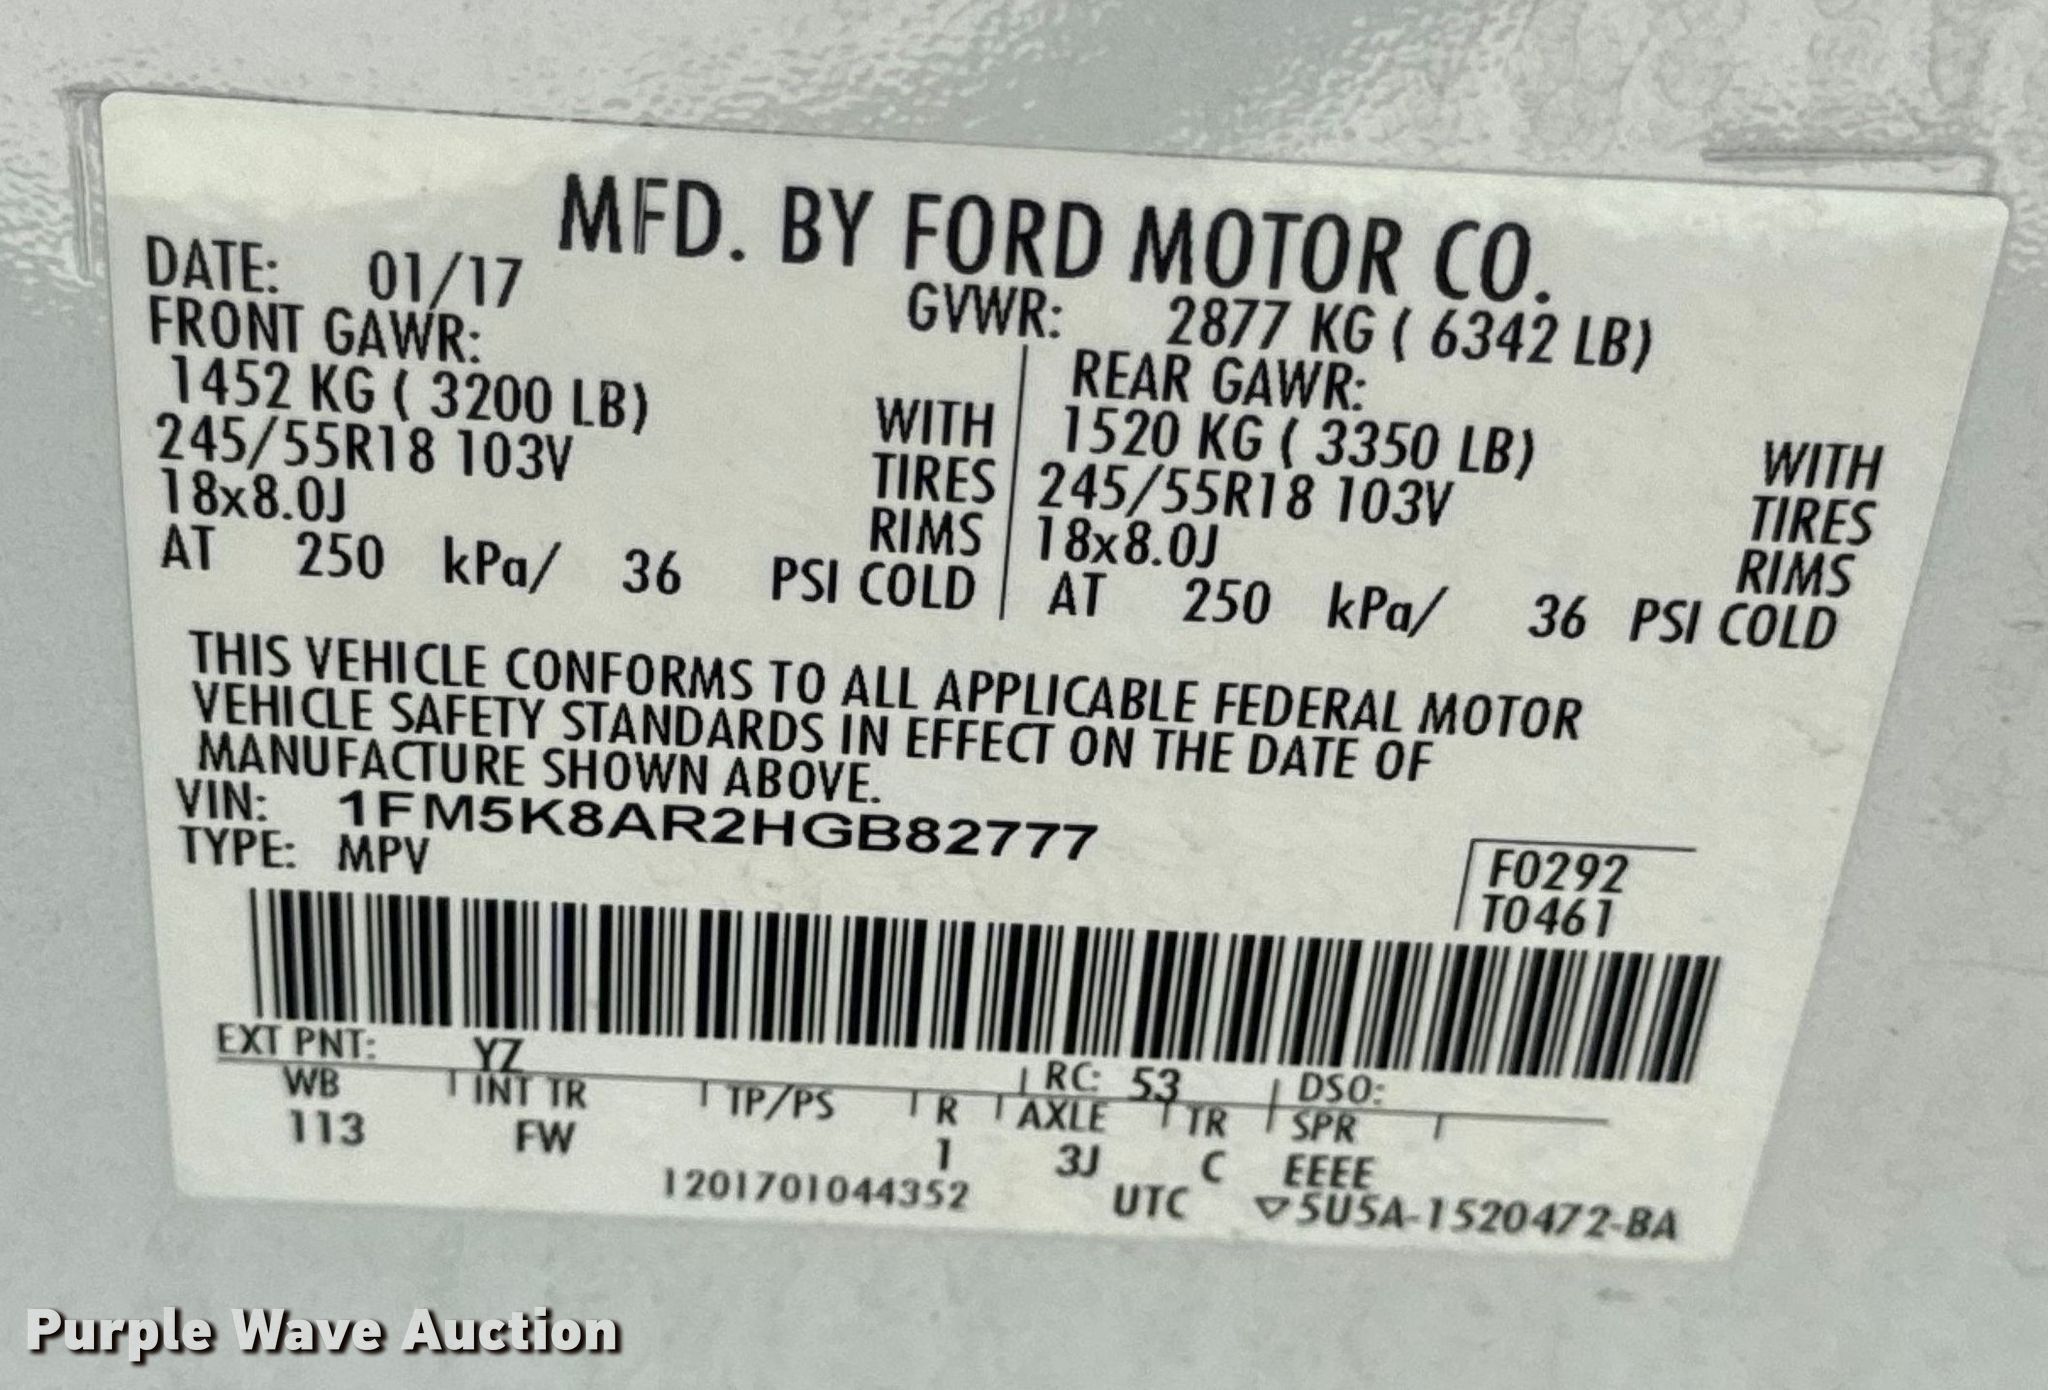 MFD. BY FORD MOTOR CO.
DATE: 01/17 GVWR: 2877 KG ( 6342 LB)
FRONT GAWR: REAR GAWR:
1452 KG ( 3200 LB) WITH 1520 KG ( 3350 LB) WITH
245/55R18 103V TIRES 245/55R18 103V TIRES
18x8.0J RIMS 18x8.0J RIMS
AT 250 kPa/ 36 PSI COLD AT 250 kPa/ 36 PSI COLD
THIS VEHICLE CONFORMS TO ALL APPLICABLE FEDERAL MOTOR
VEHICLE SAFETY STANDARDS IN EFFECT ON THE DATE OF
MANUFACTURE SHOWN ABOVE.
VIN: 1FM5K8AR2HGB82777
TYPE: MPV
F0292
T0461
EXT PNT: YZ RC: 53 DSO:
WB INT TR TP/PS R AXLE TR SPR
113 FW 1 3J C EEEE
1201701044352 UTC ▽5U5A-1520472-BA
Purple Wave Auction